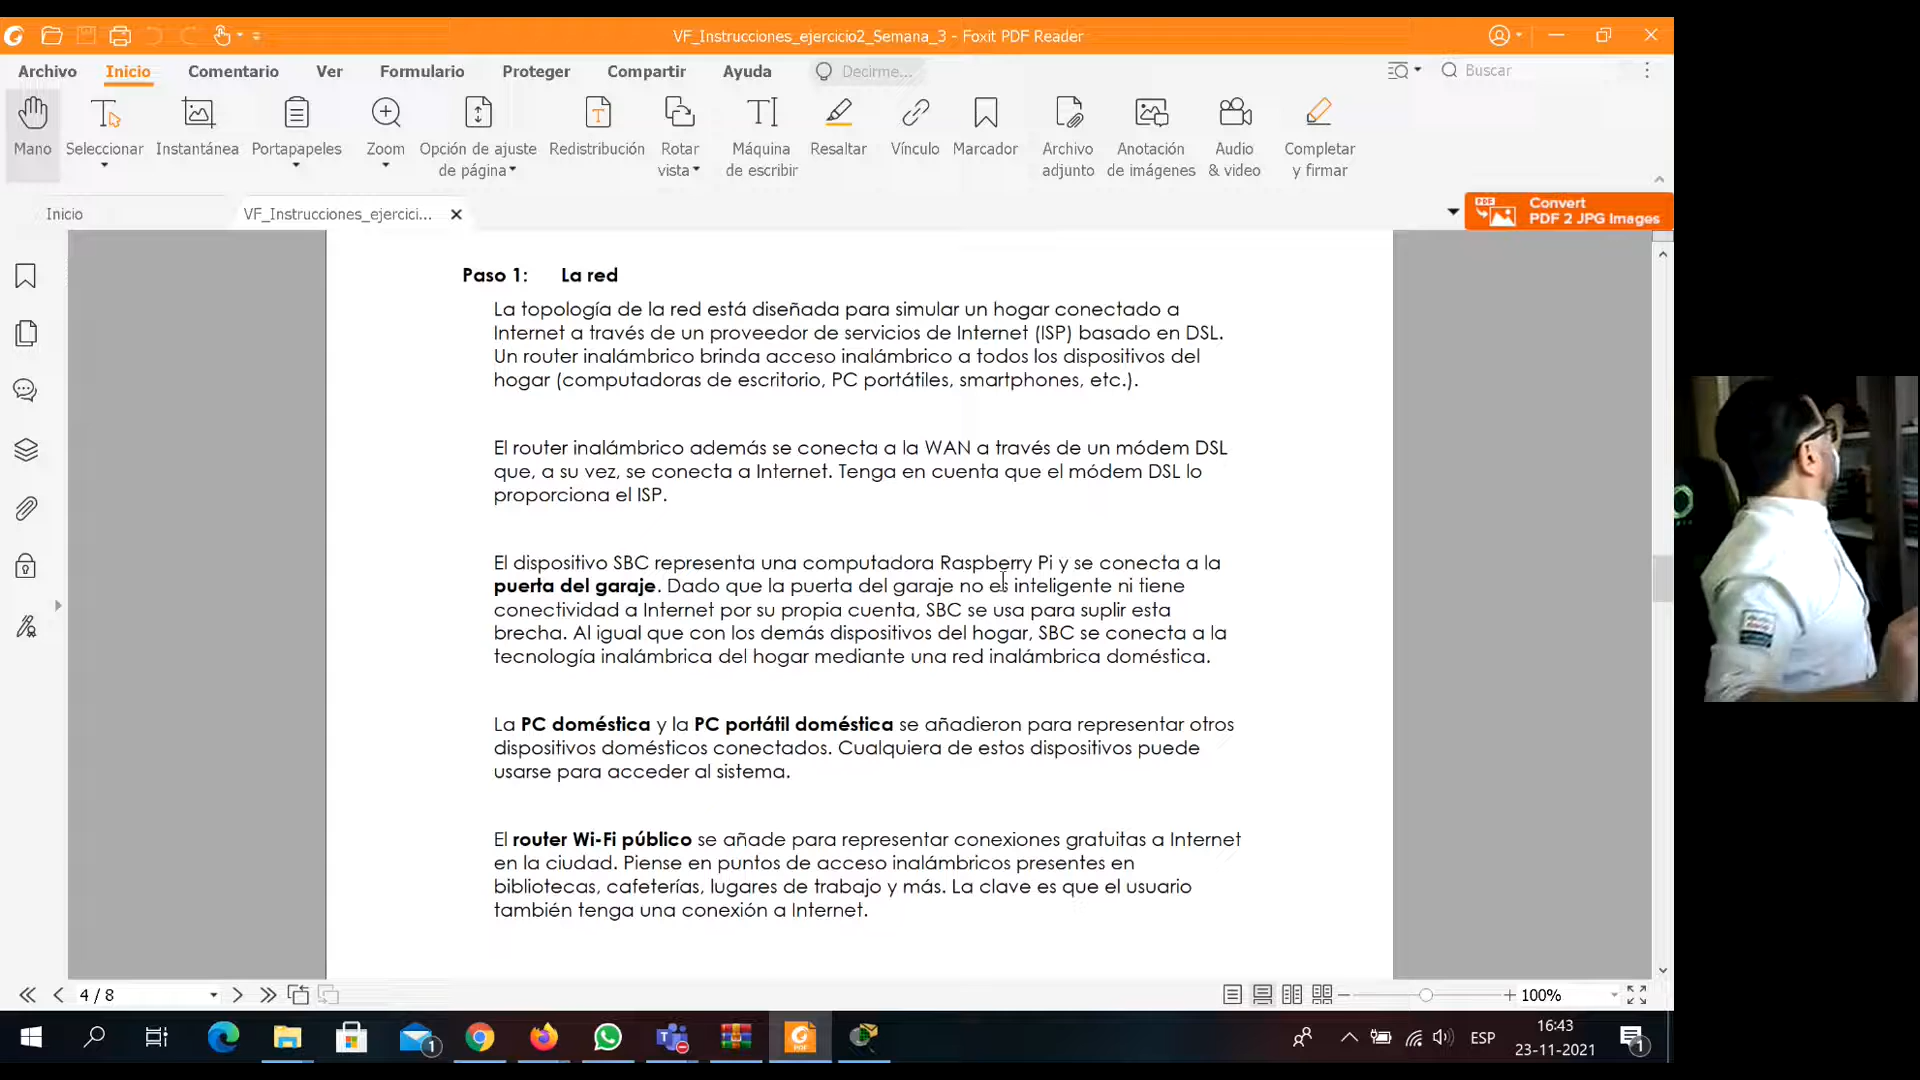 VF_Instrucciones_ejercicio2_Semana_3 - Foxit PDF Reader
Archivo Inicio Comentario Ver Formulario Proteger Compartir Ayuda Decirme... Buscar
Mano Seleccionar Instantánea Portapapeles Zoom Opción de ajuste Redistribución Rotar Máquina Resaltar Vínculo Marcador Archivo Anotación Audio Completar
de página vista de escribir adjunto de imágenes & video y firmar
Inicio VF_Instrucciones_ejercici... PDF Convert
PDF 2 JPG Images
Paso 1: La red
La topología de la red está diseñada para simular un hogar conectado a
Internet a través de un proveedor de servicios de Internet (ISP) basado en DSL.
Un router inalámbrico brinda acceso inalámbrico a todos los dispositivos del
hogar (computadoras de escritorio, PC portátiles, smartphones, etc.).
El router inalámbrico además se conecta a la WAN a través de un módem DSL
que, a su vez, se conecta a Internet. Tenga en cuenta que el módem DSL lo
proporciona el ISP.
El dispositivo SBC representa una computadora Raspberry Pi y se conecta a la
puerta del garaje. Dado que la puerta del garaje no es inteligente ni tiene
conectividad a Internet por su propia cuenta, SBC se usa para suplir esta
brecha. Al igual que con los demás dispositivos del hogar, SBC se conecta a la
tecnología inalámbrica del hogar mediante una red inalámbrica doméstica.
La PC doméstica y la PC portátil doméstica se añadieron para representar otros
dispositivos domésticos conectados. Cualquiera de estos dispositivos puede
usarse para acceder al sistema.
El router Wi-Fi público se añade para representar conexiones gratuitas a Internet
en la ciudad. Piense en puntos de acceso inalámbricos presentes en
bibliotecas, cafeterías, lugares de trabajo y más. La clave es que el usuario
también tenga una conexión a Internet.
4 / 8 100%
1 PDF ESP 16:43 1
23-11-2021